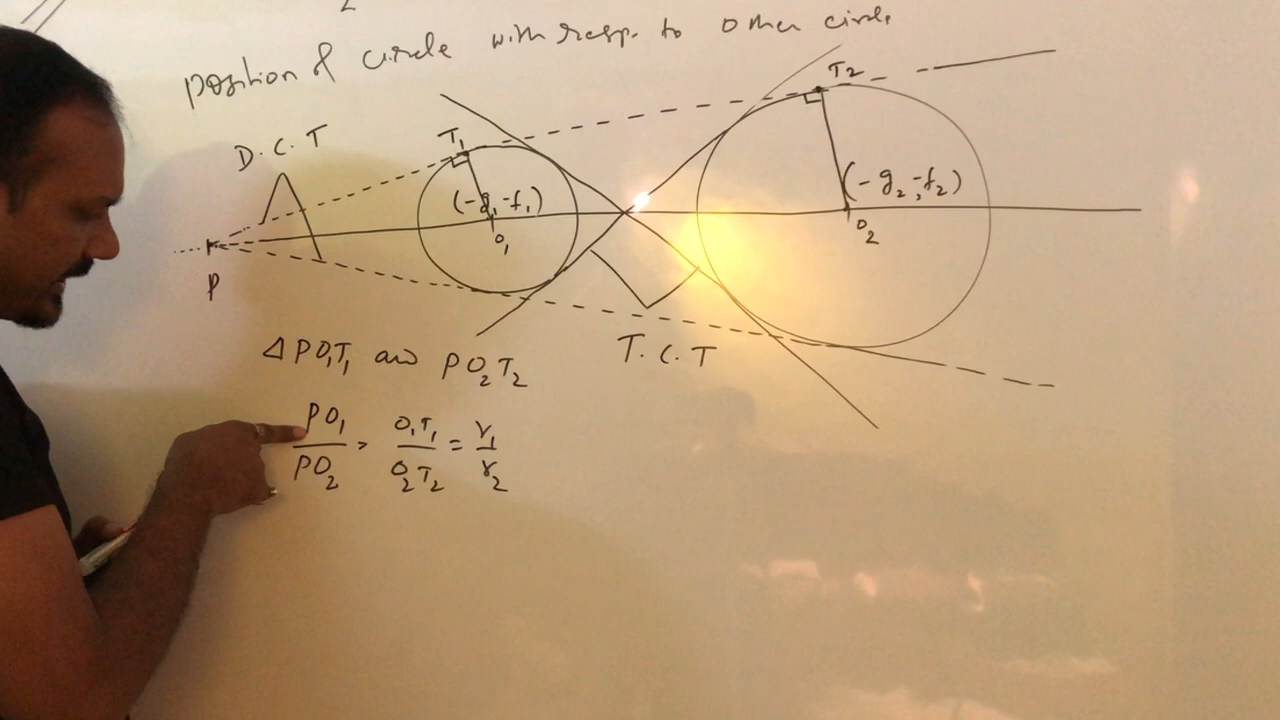 position of circle with resp. to other circle
D.C.T
T₁
T₂
(-g₁,-f₁)
(-g₂,-f₂)
O₁
O₂
P
T.C.T
Δ PO₁T₁ and PO₂T₂
PO₁/PO₂ = O₁T₁/O₂T₂ = r₁/r₂